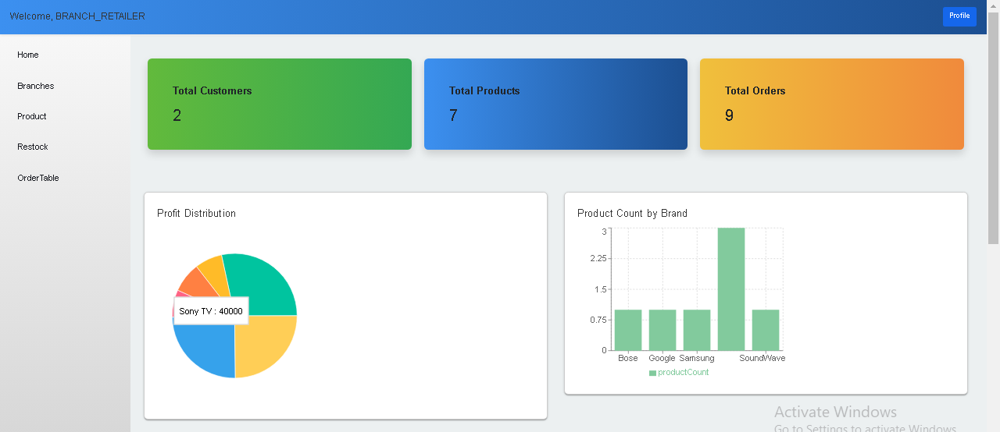 Welcome, BRANCH_RETAILER
Profile
Home
Branches
Product
Restock
OrderTable
Total Customers
2
Total Products
7
Total Orders
9
Profit Distribution
Sony TV : 40000
Product Count by Brand
3
2.25
1.5
0.75
0
Bose Google Samsung SoundWave
productCount
Activate Windows
Go to Settings to activate Windows.